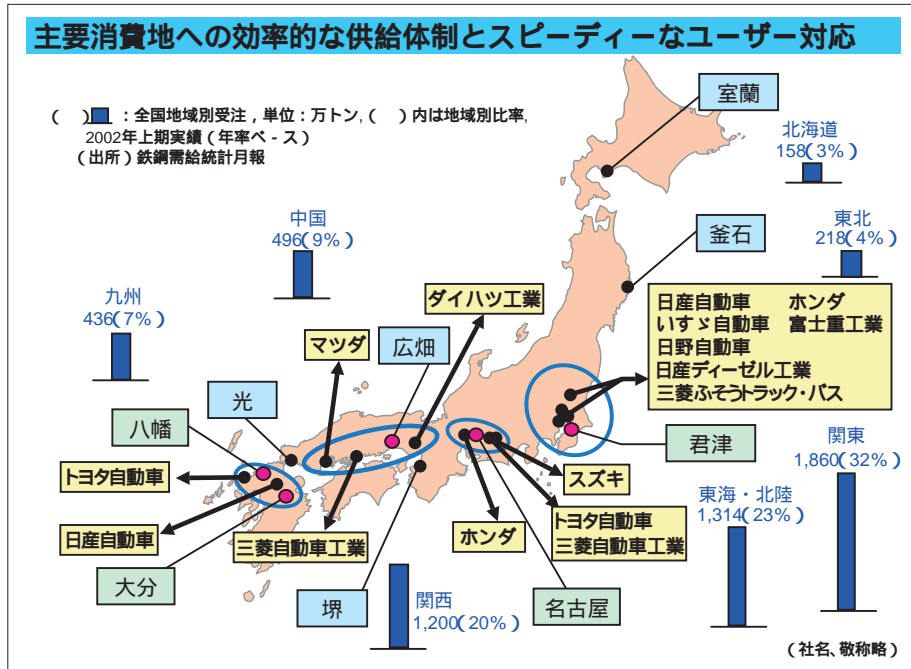 主要消費地への効率的な供給体制とスピーディーなユーザー対応
(　) ：全国地域別受注，単位：万トン,(　)内は地域別比率,
2002年上期実績(年率ベ-ス)
(出所)鉄鋼需給統計月報
室蘭
北海道
158(3%)
中国
496(9%)
釜石
東北
218(4%)
九州
436(7%)
ダイハツ工業
日産自動車　ホンダ
いすゞ自動車　富士重工業
日野自動車
日産ディーゼル工業
三菱ふそうトラック・バス
マツダ
広畑
光
八幡
君津
トヨタ自動車
関東
1,860(32%)
スズキ
東海・北陸
1,314(23%)
日産自動車
三菱自動車工業
ホンダ
トヨタ自動車
三菱自動車工業
大分
堺
関西
1,200(20%)
名古屋
(社名、敬称略)